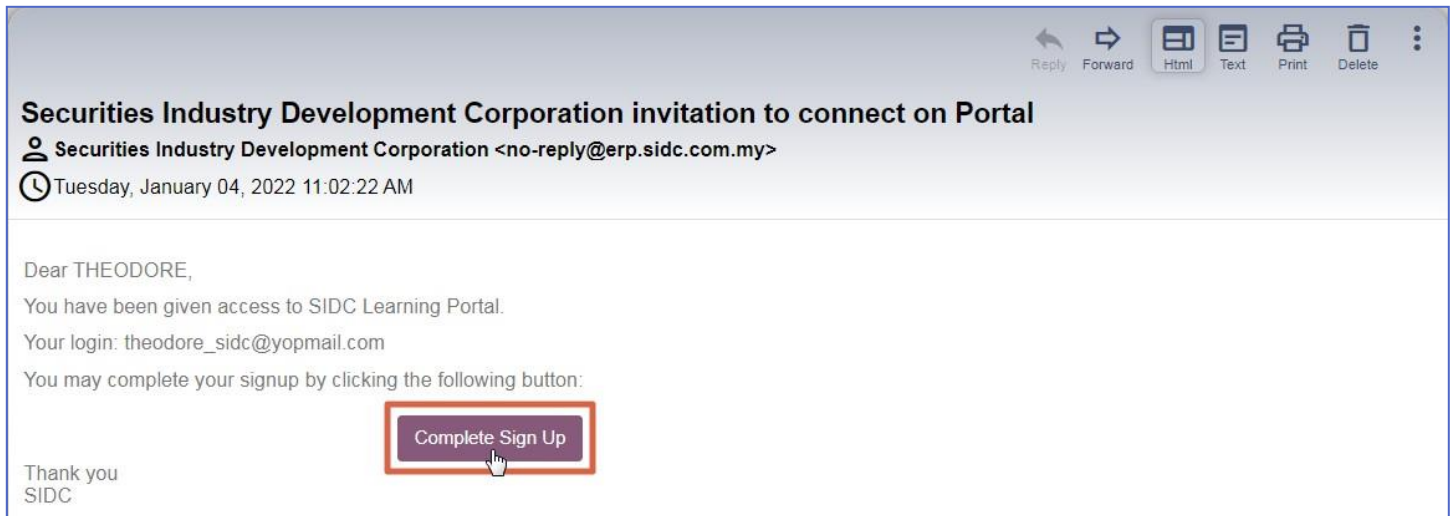 Reply Forward Html Text Print Delete
Securities Industry Development Corporation invitation to connect on Portal
Securities Industry Development Corporation <no-reply@erp.sidc.com.my>
Tuesday, January 04, 2022 11:02:22 AM
Dear THEODORE,
You have been given access to SIDC Learning Portal.
Your login: theodore_sidc@yopmail.com
You may complete your signup by clicking the following button:
Complete Sign Up
Thank you
SIDC